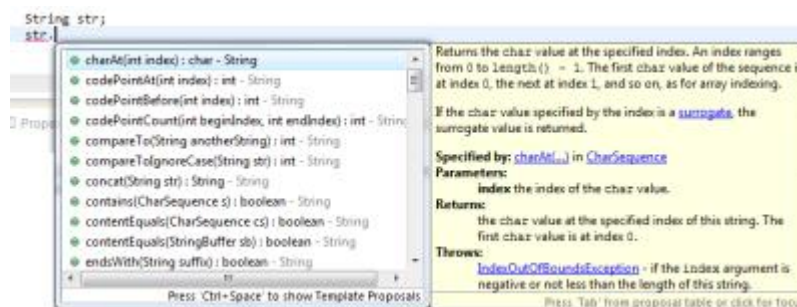 String str;
str.
charAt(int index) : char - String
codePointAt(int index) : int - String
codePointBefore(int index) : int - String
codePointCount(int beginIndex, int endIndex) : int - String
compareTo(String anotherString) : int - String
compareToIgnoreCase(String str) : int - String
concat(String str) : String - String
contains(CharSequence s) : boolean - String
contentEquals(CharSequence cs) : boolean - String
contentEquals(StringBuffer sb) : boolean - String
endsWith(String suffix) : boolean - String
Press 'Ctrl+Space' to show Template Proposals
Returns the char value at the specified index. An index ranges
from 0 to length() - 1. The first char value of the sequence i
at index 0, the next at index 1, and so on, as for array indexing.
If the char value specified by the index is a surrogate, the
surrogate value is returned.
Specified by: charAt(...) in CharSequence
Parameters:
index the index of the char value.
Returns:
the char value at the specified index of this string. The
first char value is at index 0.
Throws:
IndexOutOfBoundsException - if the index argument is
negative or not less than the length of this string.
Press 'Tab' from proposal table or click for focu